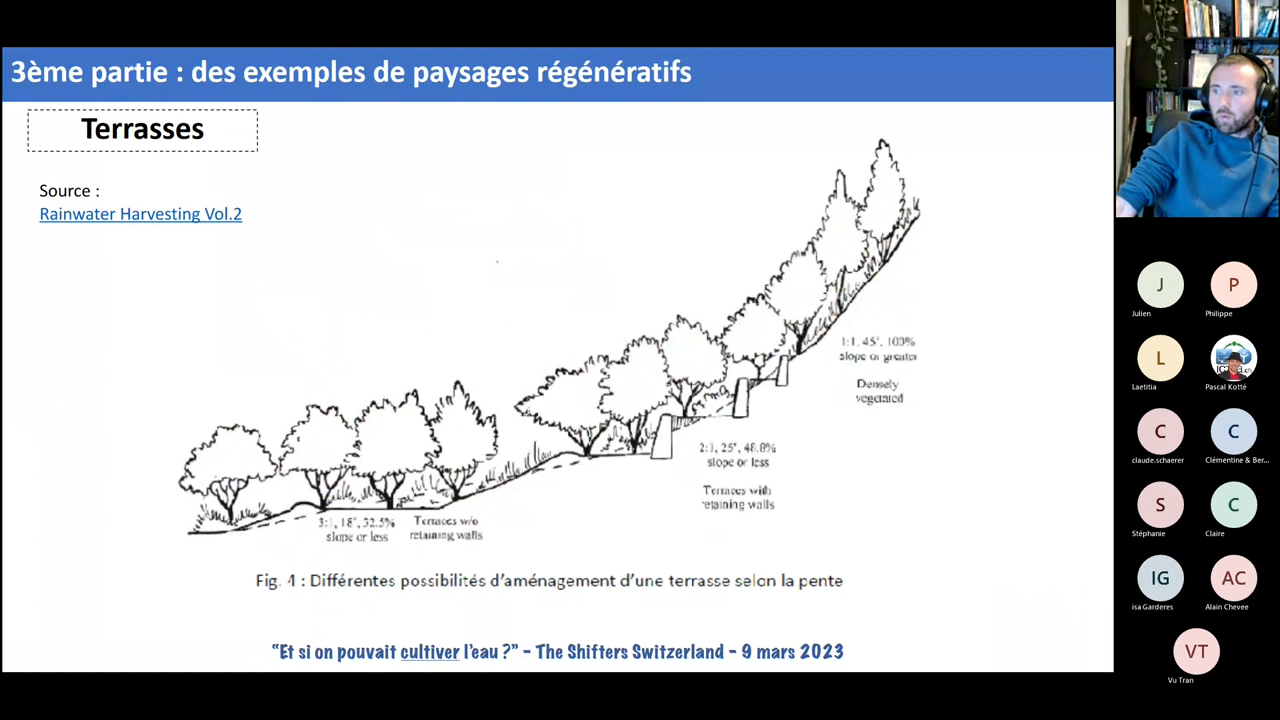 3ème partie : des exemples de paysages régénératifs
Terrasses
Source :
Rainwater Harvesting Vol.2
1:1, 45°, 100%
slope or greater
Densely
vegetated
2:1, 25°, 48.8%
slope or less
Terraces with
retaining walls
3:1, 18°, 32.5%
slope or less
Terraces w/o
retaining walls
Fig. 4 : Différentes possibilités d'aménagement d'une terrasse selon la pente
"Et si on pouvait cultiver l'eau ?" - The Shifters Switzerland - 9 mars 2023
J
Julien
P
Philippe
L
Laetitia
Pascal Kotté
C
claude.schaerer
C
Clémentine & Ber...
S
Stéphanie
C
Claire
IG
isa Garderes
AC
Alain Chevee
VT
Vu Tran